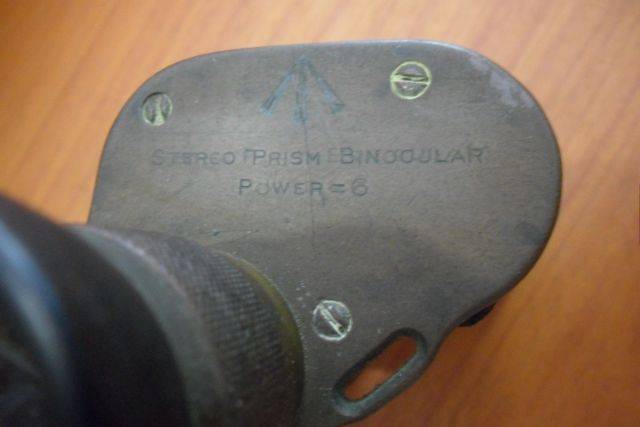 STEREO PRISM BINOCULAR
POWER = 6